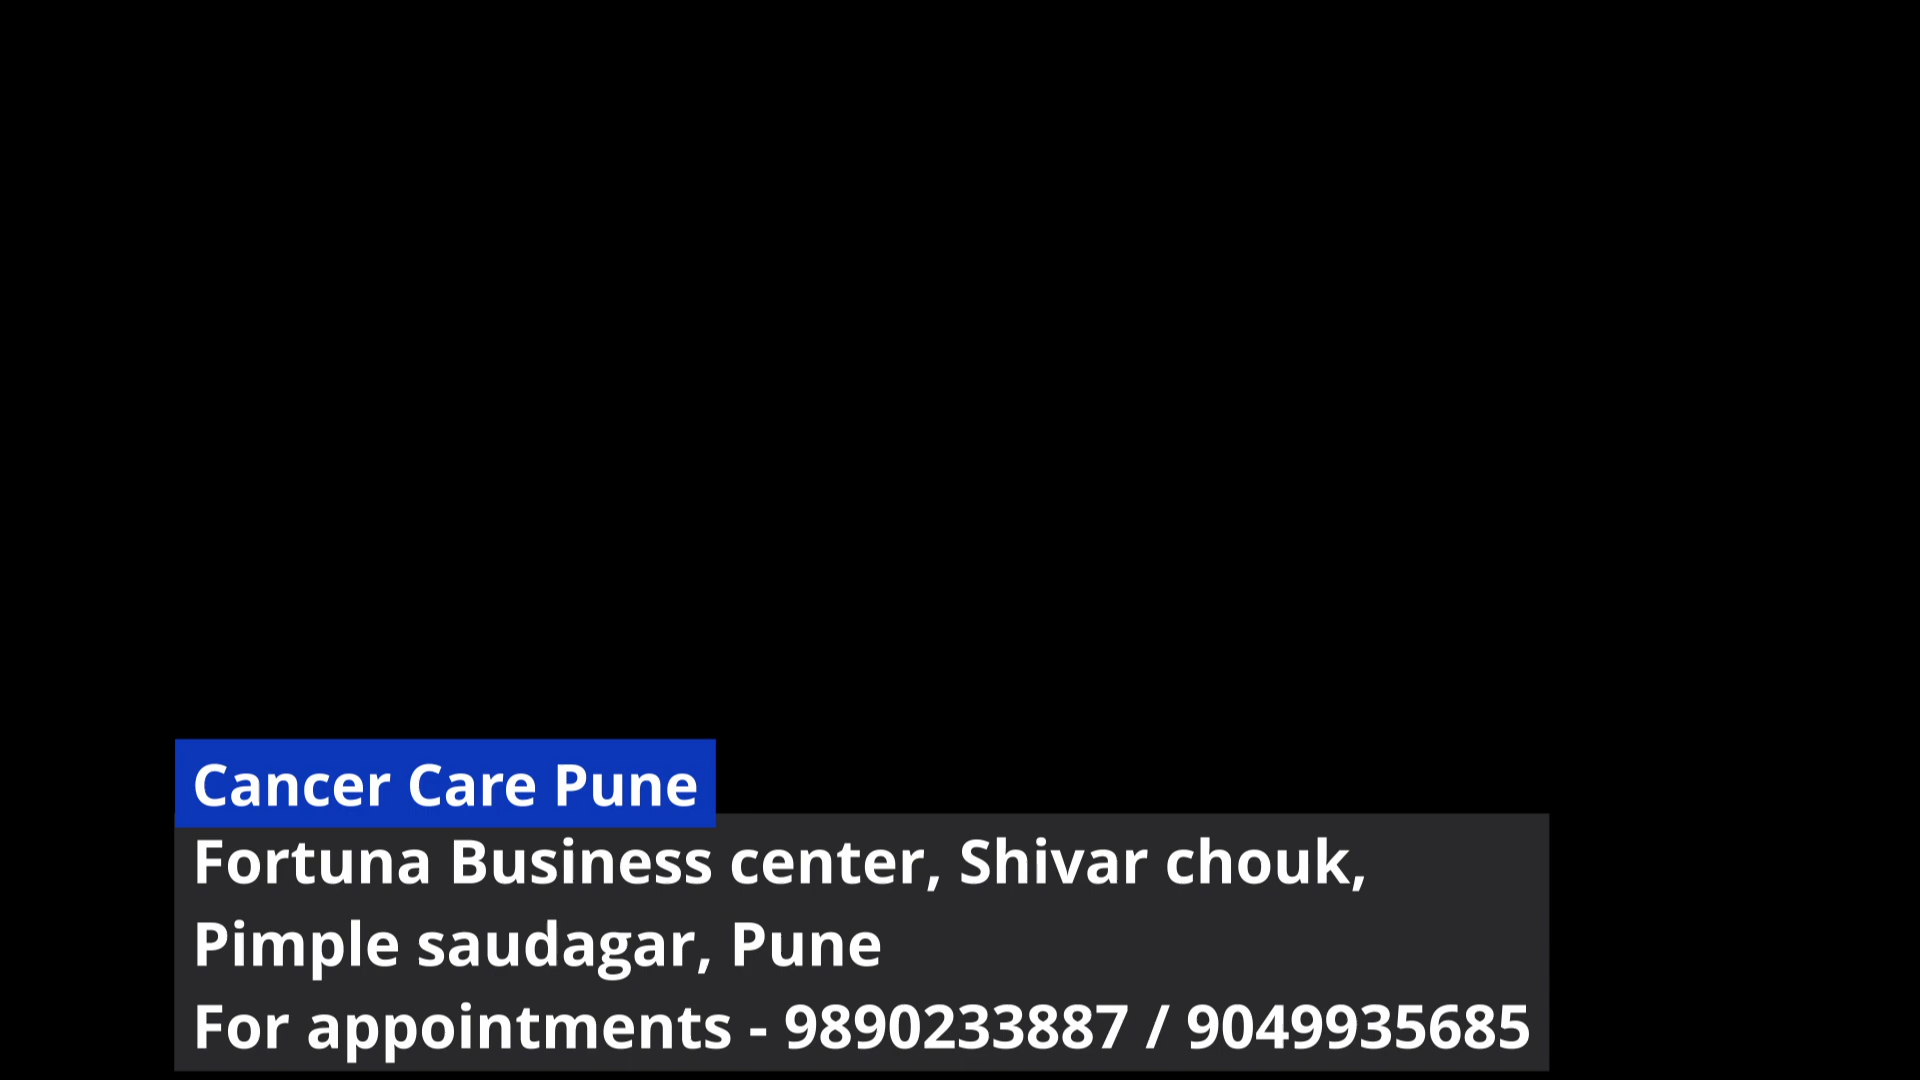 Cancer Care Pune
Fortuna Business center, Shivar chouk,
Pimple saudagar, Pune
For appointments - 9890233887 / 9049935685